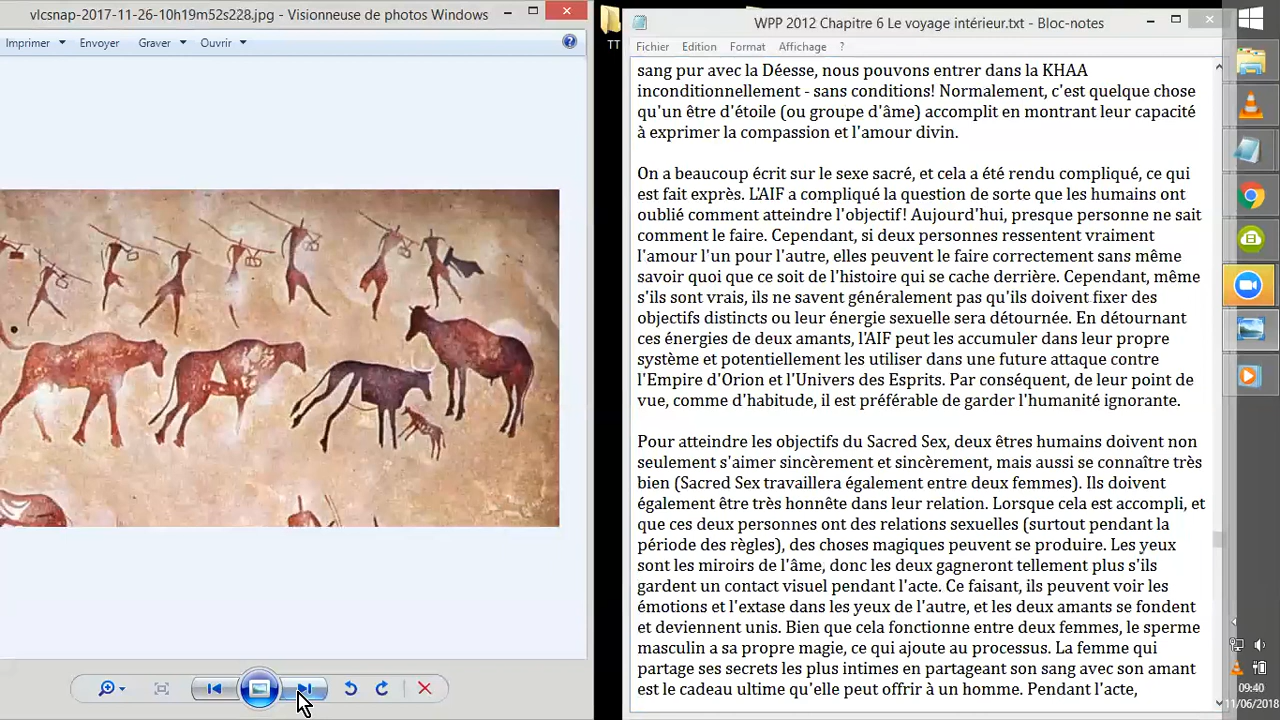 vlcsnap-2017-11-26-10h19m52s228.jpg - Visionneuse de photos Windows
Imprimer
Envoyer
Graver
Ouvrir
TT
WPP 2012 Chapitre 6 Le voyage intérieur.txt - Bloc-notes
Fichier Edition Format Affichage ?
sang pur avec la Déesse, nous pouvons entrer dans la KHAA
inconditionnellement - sans conditions! Normalement, c'est quelque chose
qu'un être d'étoile (ou groupe d'âme) accomplit en montrant leur capacité
à exprimer la compassion et l'amour divin.
On a beaucoup écrit sur le sexe sacré, et cela a été rendu compliqué, ce qui
est fait exprès. L'AIF a compliqué la question de sorte que les humains ont
oublié comment atteindre l'objectif! Aujourd'hui, presque personne ne sait
comment le faire. Cependant, si deux personnes ressentent vraiment
l'amour l'un pour l'autre, elles peuvent le faire correctement sans même
savoir quoi que ce soit de l'histoire qui se cache derrière. Cependant, même
s'ils sont vrais, ils ne savent généralement pas qu'ils doivent fixer des
objectifs distincts ou leur énergie sexuelle sera détournée. En détournant
ces énergies de deux amants, l'AIF peut les accumuler dans leur propre
système et potentiellement les utiliser dans une future attaque contre
l'Empire d'Orion et l'Univers des Esprits. Par conséquent, de leur point de
vue, comme d'habitude, il est préférable de garder l'humanité ignorante.
Pour atteindre les objectifs du Sacred Sex, deux êtres humains doivent non
seulement s'aimer sincèrement et sincèrement, mais aussi se connaître très
bien (Sacred Sex travaillera également entre deux femmes). Ils doivent
également être très honnête dans leur relation. Lorsque cela est accompli, et
que ces deux personnes ont des relations sexuelles (surtout pendant la
période des règles), des choses magiques peuvent se produire. Les yeux
sont les miroirs de l'âme, donc les deux gagneront tellement plus s'ils
gardent un contact visuel pendant l'acte. Ce faisant, ils peuvent voir les
émotions et l'extase dans les yeux de l'autre, et les deux amants se fondent
et deviennent unis. Bien que cela fonctionne entre deux femmes, le sperme
masculin a sa propre magie, ce qui ajoute au processus. La femme qui
partage ses secrets les plus intimes en partageant son sang avec son amant
est le cadeau ultime qu'elle peut offrir à un homme. Pendant l'acte,
09:40
11/06/2018